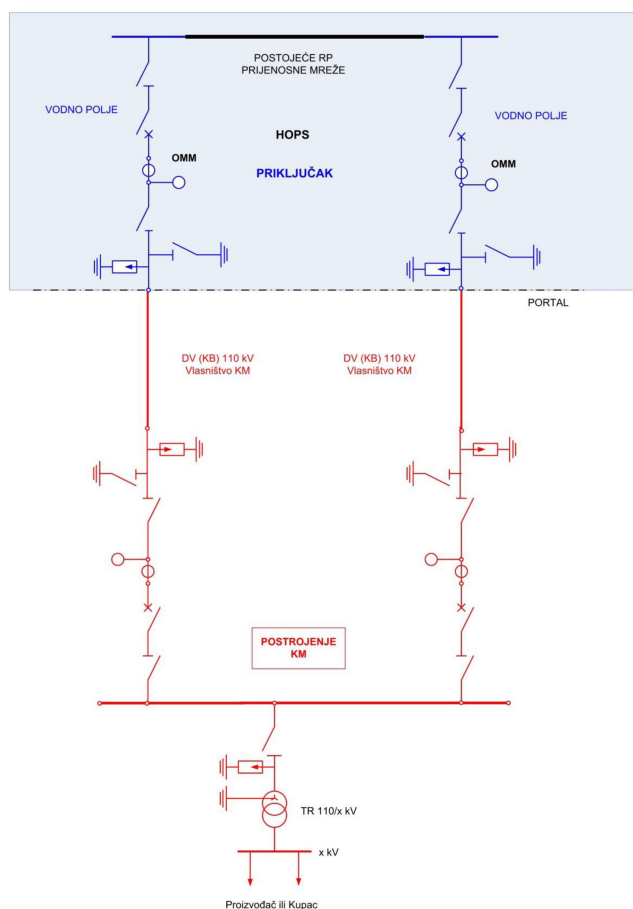 POSTOJEĆE RP
PRIJENOSNE MREŽE
VODNO POLJE
VODNO POLJE
HOPS
OMM
OMM
PRIKLJUČAK
PORTAL
DV (KB) 110 kV
Vlasništvo KM
DV (KB) 110 kV
Vlasništvo KM
POSTROJENJE
KM
TR 110/x kV
x kV
Proizvođač ili Kupac